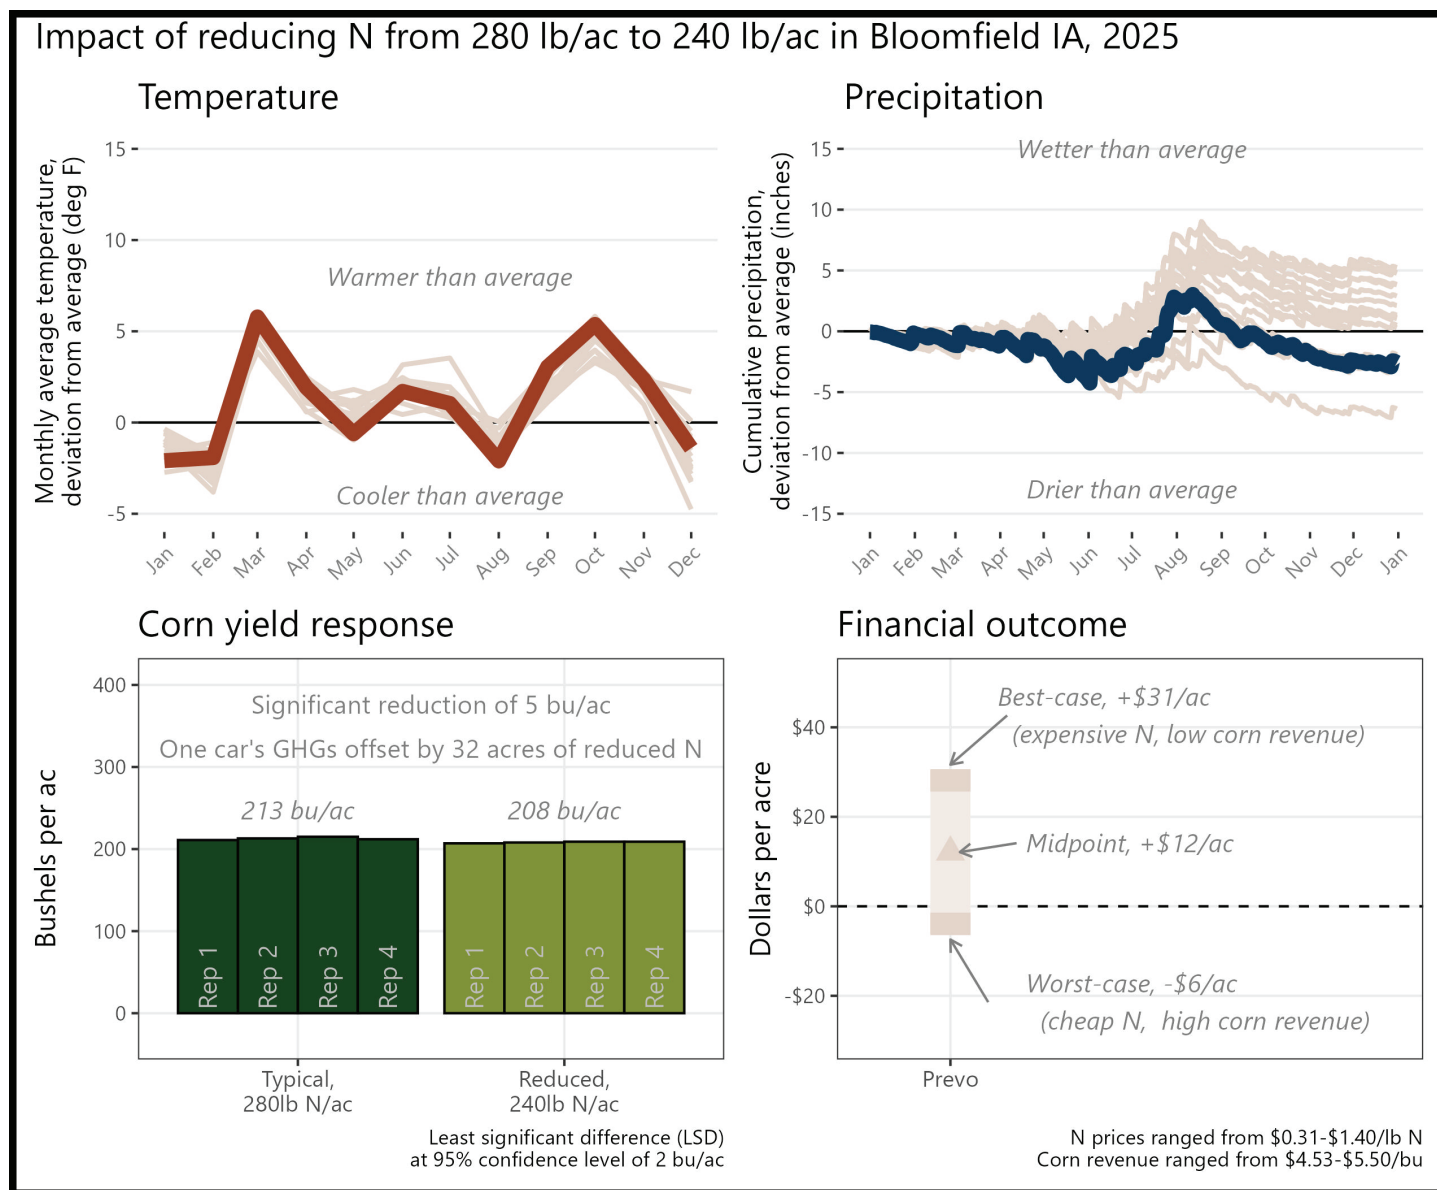 Impact of reducing N from 280 lb/ac to 240 lb/ac in Bloomfield IA, 2025
Temperature
Monthly average temperature,
deviation from average (deg F)
15
10
5
0
-5
Warmer than average
Cooler than average
Jan
Feb
Mar
Apr
May
Jun
Jul
Aug
Sep
Oct
Nov
Dec
Precipitation
Cumulative precipitation,
deviation from average (inches)
15
10
5
0
-5
-10
-15
Wetter than average
Drier than average
Jan
Feb
Mar
Apr
May
Jun
Jul
Aug
Sep
Oct
Nov
Dec
Jan
Corn yield response
Bushels per ac
400
300
200
100
0
Significant reduction of 5 bu/ac
One car's GHGs offset by 32 acres of reduced N
213 bu/ac
208 bu/ac
Rep 1
Rep 2
Rep 3
Rep 4
Rep 1
Rep 2
Rep 3
Rep 4
Typical,
280lb N/ac
Reduced,
240lb N/ac
Least significant difference (LSD)
at 95% confidence level of 2 bu/ac
Financial outcome
Dollars per acre
$40
$20
$0
-$20
Best-case, +$31/ac
(expensive N, low corn revenue)
Midpoint, +$12/ac
Worst-case, -$6/ac
(cheap N,  high corn revenue)
Prevo
N prices ranged from $0.31-$1.40/lb N
Corn revenue ranged from $4.53-$5.50/bu